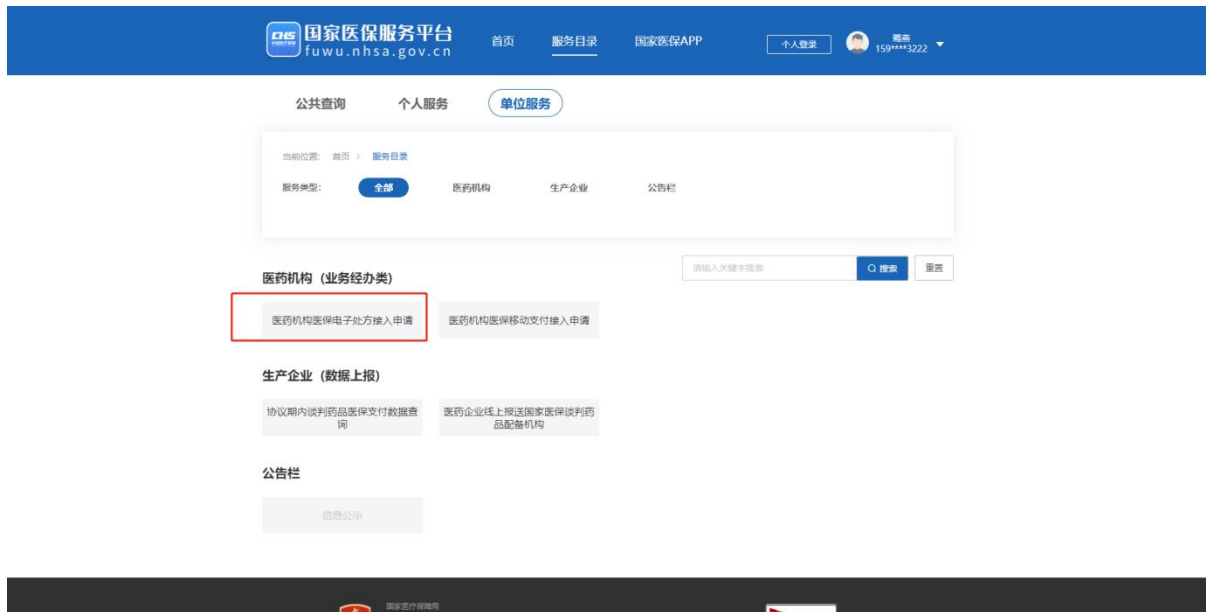 CHS
国家医保服务平台
fuwu.nhsa.gov.cn
首页 服务目录 国家医保APP 个人登录
159****3222
公共查询 个人服务 单位服务
当前位置: 首页 > 服务目录
服务类型: 全部 医药机构 生产企业 公告栏
请输入关键字搜索 搜索 重置
医药机构（业务经办类）
医药机构医保电子处方接入申请 医药机构医保移动支付接入申请
生产企业（数据上报）
协议期内谈判药品医保支付数据查
询
医药企业线上报送国家医保谈判药
品配备机构
公告栏
信息公示
国家医疗保障局